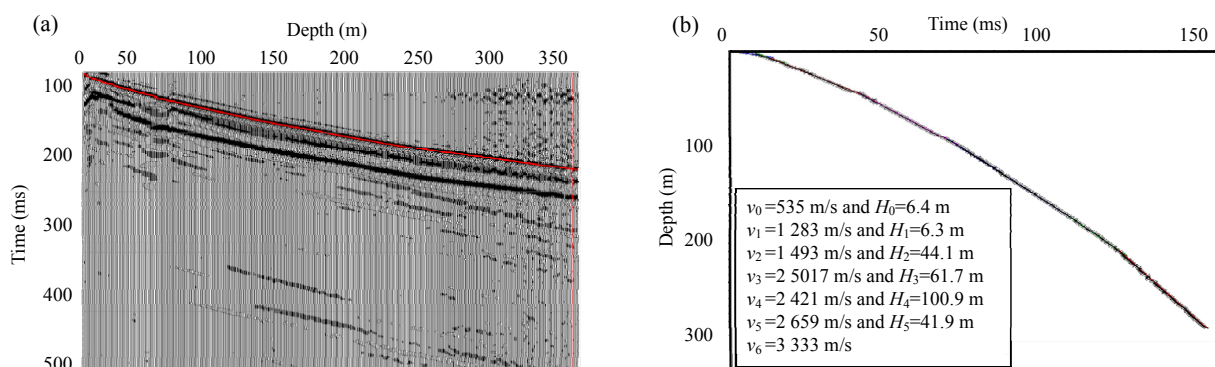 (a)
Depth (m)
0 50 100 150 200 250 300 350
100
200
300
400
500
Time (ms)
(b)
Time (ms)
0 50 100 150
100
200
300
Depth (m)
v0=535 m/s and H0=6.4 m
v1=1 283 m/s and H1=6.3 m
v2=1 493 m/s and H2=44.1 m
v3=2 5017 m/s and H3=61.7 m
v4=2 421 m/s and H4=100.9 m
v5=2 659 m/s and H5=41.9 m
v6=3 333 m/s